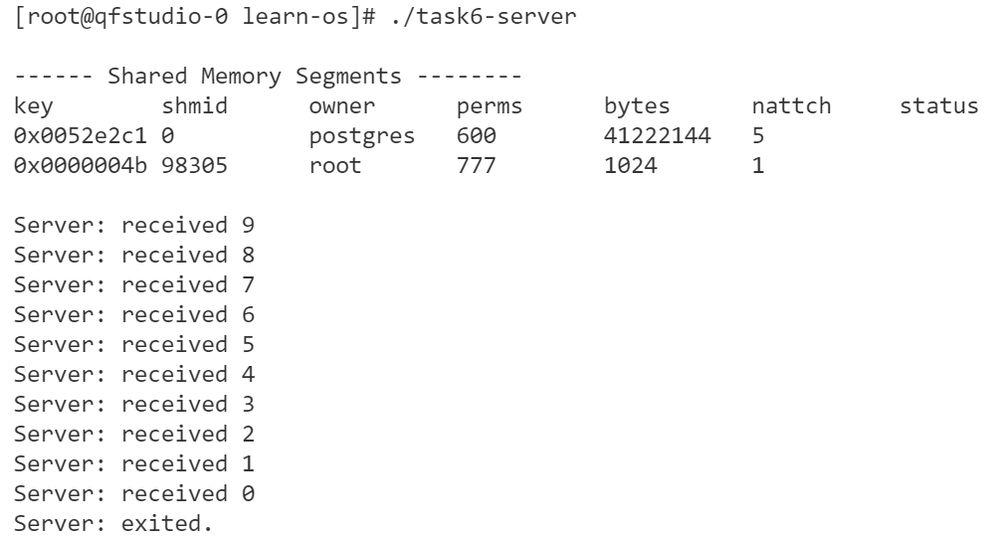 [root@qfstudio-0 learn-os]# ./task6-server
------ Shared Memory Segments --------
key        shmid      owner      perms      bytes      nattch     status
0x0052e2c1 0          postgres   600        41222144   5
0x0000004b 98305      root       777        1024       1
Server: received 9
Server: received 8
Server: received 7
Server: received 6
Server: received 5
Server: received 4
Server: received 3
Server: received 2
Server: received 1
Server: received 0
Server: exited.